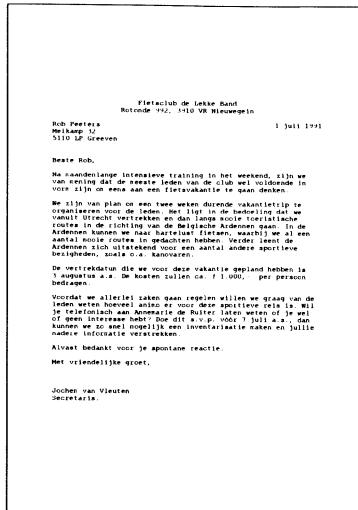 Fietsclub de Lekke Band
Rotonde 992, 3910 VR Nieuwegein
Rob Peeters 1 juli 1991
Melkamp 32
5110 LP Greeven
Beste Rob,
Na maandenlange intensieve training in het weekend, zijn we
van mening dat de meeste leden van de club wel voldoende in
vorm zijn om eens aan een fietsvakantie te gaan denken.
We zijn van plan om een twee weken durende vakantietrip te
organiseren voor de leden. Het ligt in de bedoeling dat we
vanuit Utrecht vertrekken en dan langs mooie toeristische
routes in de richting van de Belgische Ardennen gaan. In de
Ardennen kunnen we naar hartelust fietsen, waarbij we al een
aantal mooie routes in gedachten hebben. Verder leent de
Ardennen zich uitstekend voor een aantal andere sportieve
bezigheden, zoals o.a. kanovaren.
De vertrekdatum die we voor deze vakantie gepland hebben is
3 augustus a.s. De kosten zullen ca. f 1.000,- per persoon
bedragen.
Voordat we allerlei zaken gaan regelen willen we graag van de
leden weten hoeveel animo er voor deze spotieve reis is. Wil
je telefonisch aan Annemarie de Ruiter laten weten of je wel
of geen interesse hebt? Doe dit s.v.p. vóór 7 juli a.s., dan
kunnen we zo snel mogelijk een inventarisatie maken en jullie
nadere informatie verstrekken.
Alvast bedankt voor je spontane reactie.
Met vriendelijke groet,
Jochen van Vleuten
Secretaris.